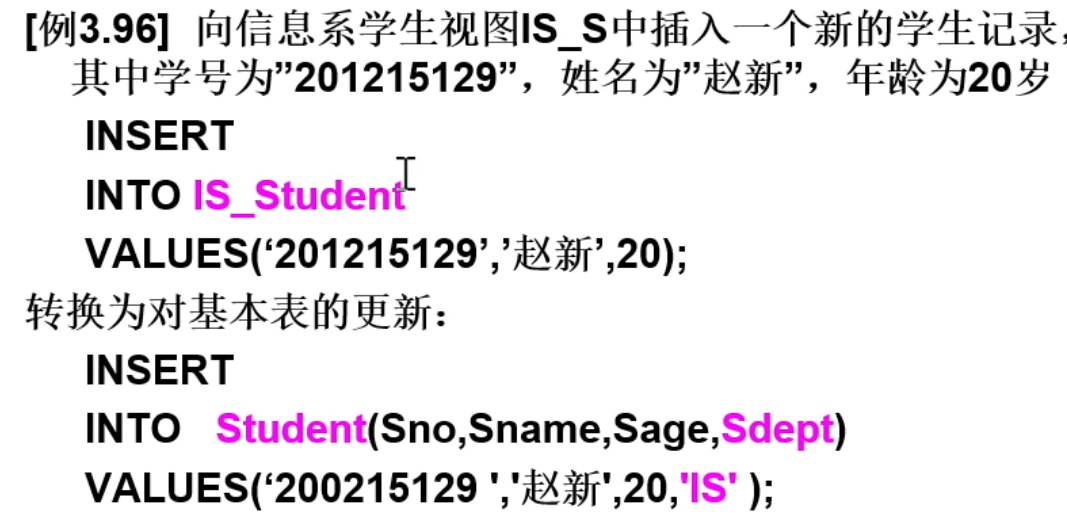 [例3.96] 向信息系学生视图IS_S中插入一个新的学生记录，
其中学号为”201215129”，姓名为”赵新”，年龄为20岁
INSERT
INTO IS_Student
VALUES(‘201215129’,’赵新’,20);
转换为对基本表的更新：
INSERT
INTO Student(Sno,Sname,Sage,Sdept)
VALUES(‘200215129 ','赵新',20,'IS' );